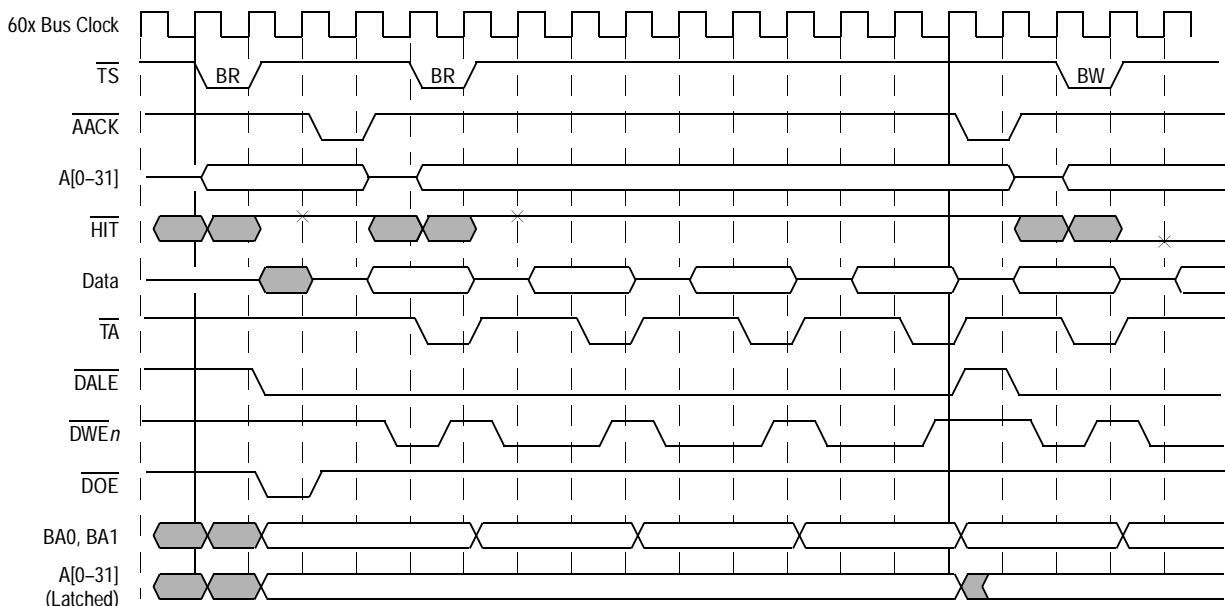 60x Bus Clock
TS
BR
BR
BW
AACK
A[0–31]
HIT
Data
TA
DALE
DWEn
DOE
BA0, BA1
A[0–31]
(Latched)